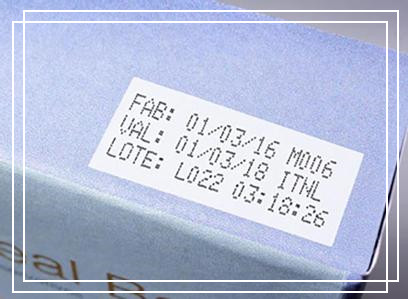 FAB: 01/03/16 M006
VAL: 01/03/18 ITNL
LOTE: L022 03:18:26